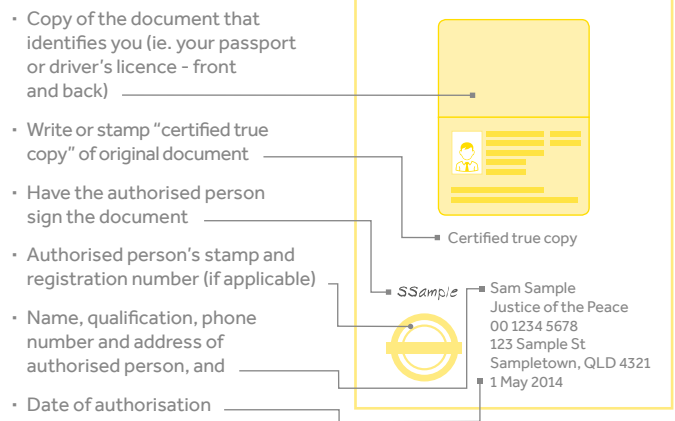 · Copy of the document that
identifies you (ie. your passport
or driver's licence - front
and back)
· Write or stamp “certified true
copy” of original document
· Have the authorised person
sign the document
· Authorised person's stamp and
registration number (if applicable)
· Name, qualification, phone
number and address of
authorised person, and
· Date of authorisation
Certified true copy
SSample
Sam Sample
Justice of the Peace
00 1234 5678
123 Sample St
Sampletown, QLD 4321
1 May 2014